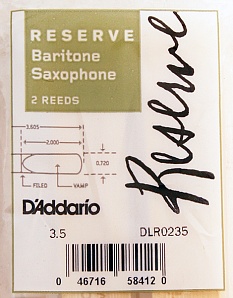 RESERVE
Baritone
Saxophone
2 REEDS
Reserve
3.605
2.000
0.720
FILED
VAMP
D'Addario
3.5 DLR0235
0 46716 58412 0